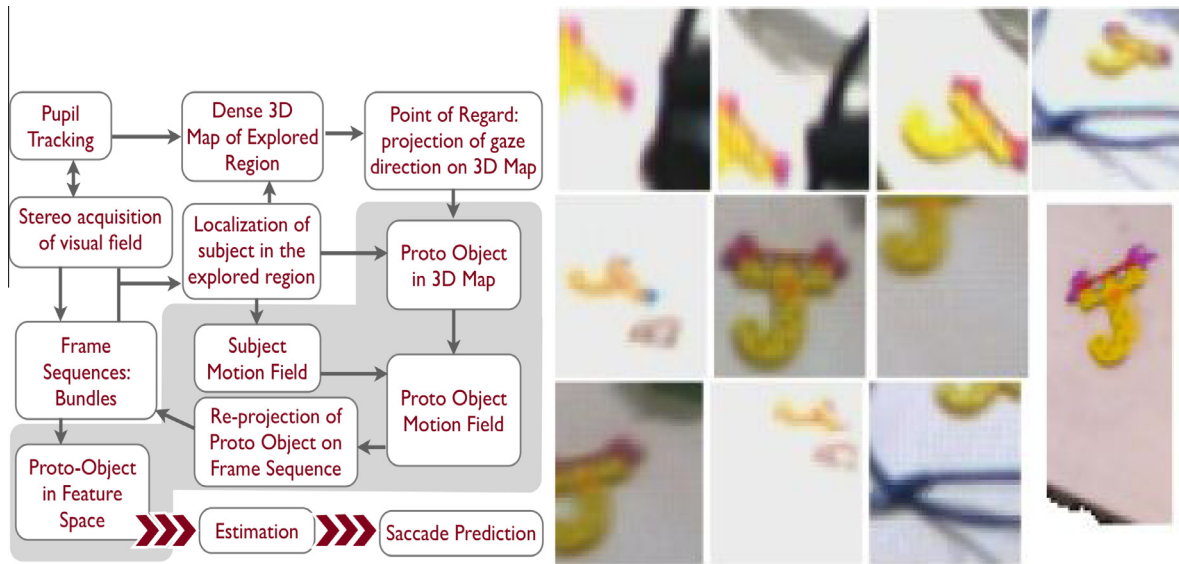 Pupil
Tracking
Dense 3D
Map of Explored
Region
Point of Regard:
projection of gaze
direction on 3D Map
Stereo acquisition
of visual field
Localization of
subject in the
explored region
Proto Object
in 3D Map
Frame
Sequences:
Bundles
Subject
Motion Field
Proto Object
Motion Field
Re-projection of
Proto Object on
Frame Sequence
Proto-Object
in Feature
Space
Estimation
Saccade Prediction